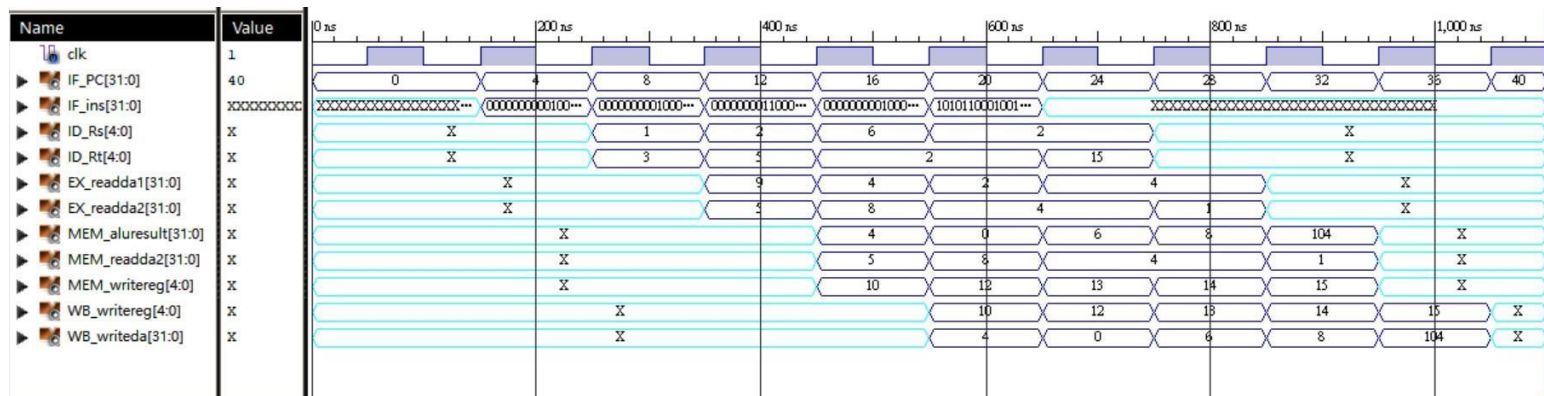 Name Value 0 ns 200 ns 400 ns 600 ns 800 ns 1,000 ns
clk 1
IF_PC[31:0] 40 0 4 8 12 16 20 24 28 32 36 40
IF_ins[31:0] XXXXXXXXX XXXXXXXXXXXXXXXXXX··· 0000000000100··· 0000000001000··· 0000000011000··· 0000000001000··· 1010110001001··· XXXXXXXXXXXXXXXXXXXXXXXXXXXXXXXX
ID_Rs[4:0] X X 1 2 6 2 X
ID_Rt[4:0] X X 3 5 2 15 X
EX_readda1[31:0] X X 9 4 2 4 X
EX_readda2[31:0] X X 5 8 4 1 X
MEM_aluresult[31:0] X X 4 0 6 8 104 X
MEM_readda2[31:0] X X 5 8 4 1 X
MEM_writereg[4:0] X X 10 12 13 14 15 X
WB_writereg[4:0] X X 10 12 13 14 15 X
WB_writeda[31:0] X X 4 0 6 8 104 X